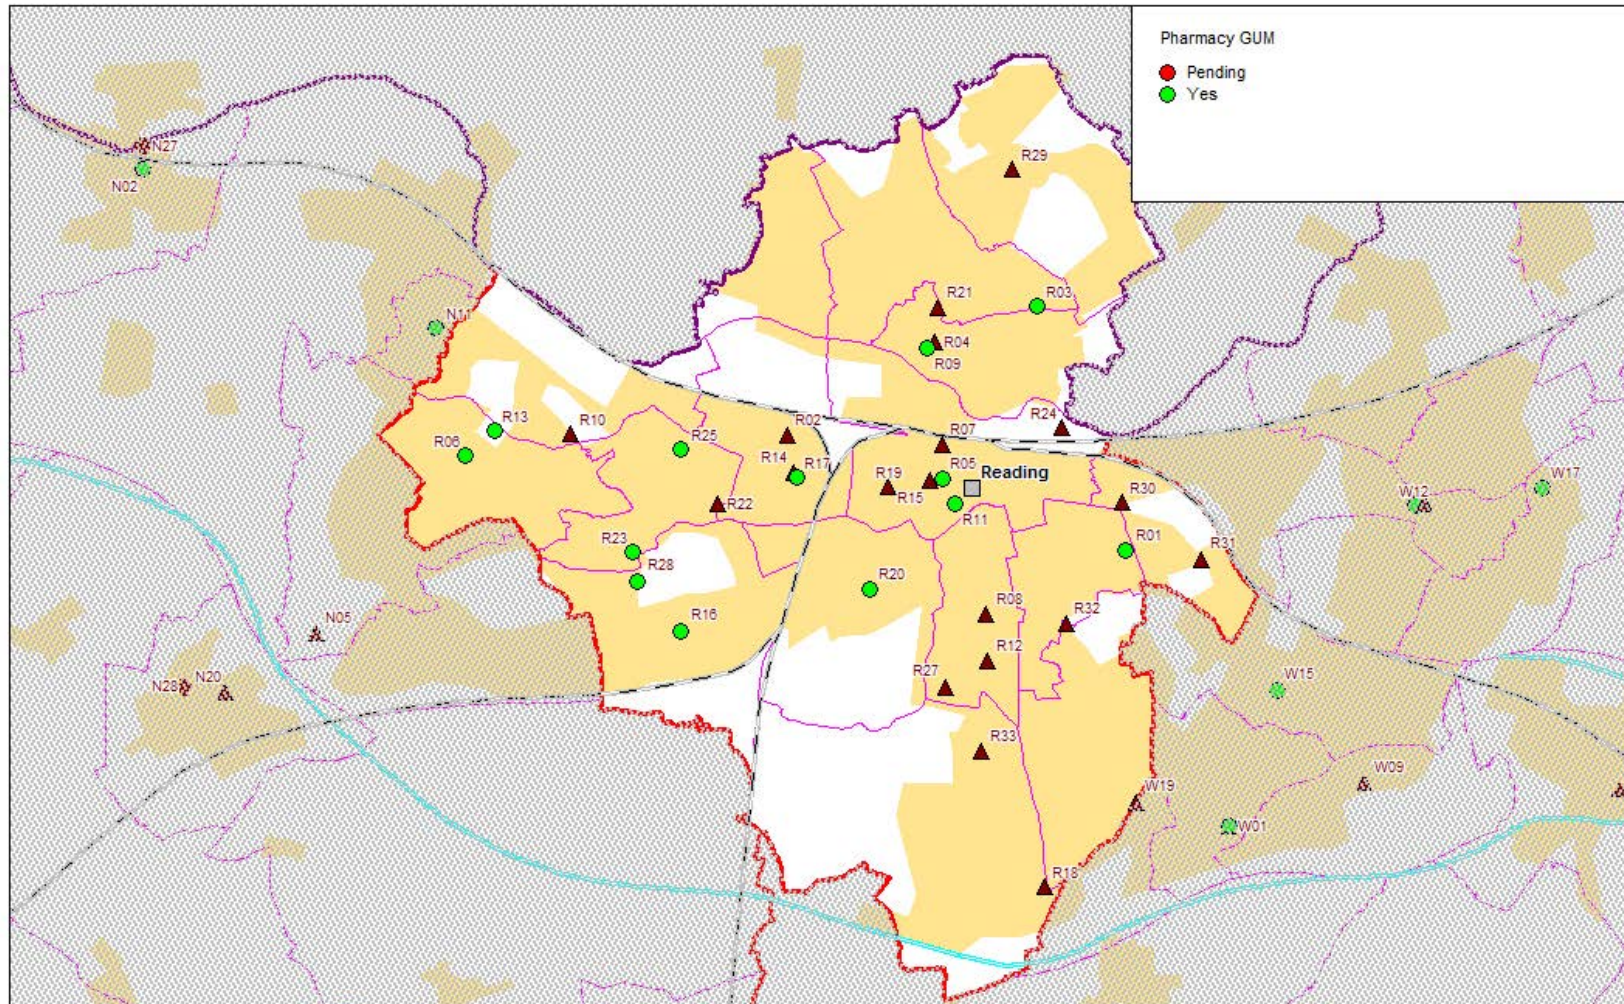 Pharmacy GUM
Pending
Yes
N27
N02
R29
N11
R21
R03
R04
R09
R13
R10
R02
R24
R06
R25
R07
R14
R17
R19
R05
Reading
R15
R22
R11
R30
W12
W17
R23
R01
R28
R20
R31
N05
R16
R08
R32
R12
N28
N20
R27
W15
R33
W19
W09
W01
R18